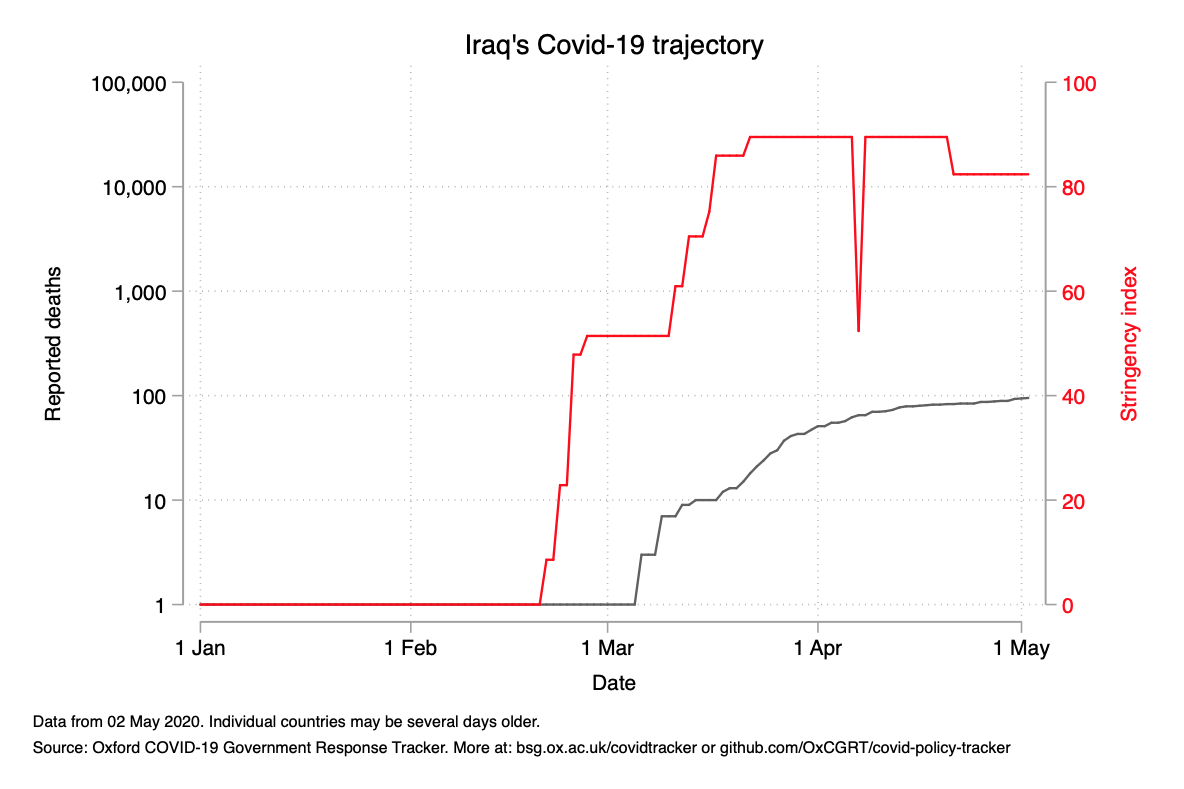 Iraq's Covid-19 trajectory
100,000
10,000
1,000
100
10
1
Reported deaths
100
80
60
40
20
0
Stringency index
1 Jan
1 Feb
1 Mar
1 Apr
1 May
Date
Data from 02 May 2020. Individual countries may be several days older.
Source: Oxford COVID-19 Government Response Tracker. More at: bsg.ox.ac.uk/covidtracker or github.com/OxCGRT/covid-policy-tracker